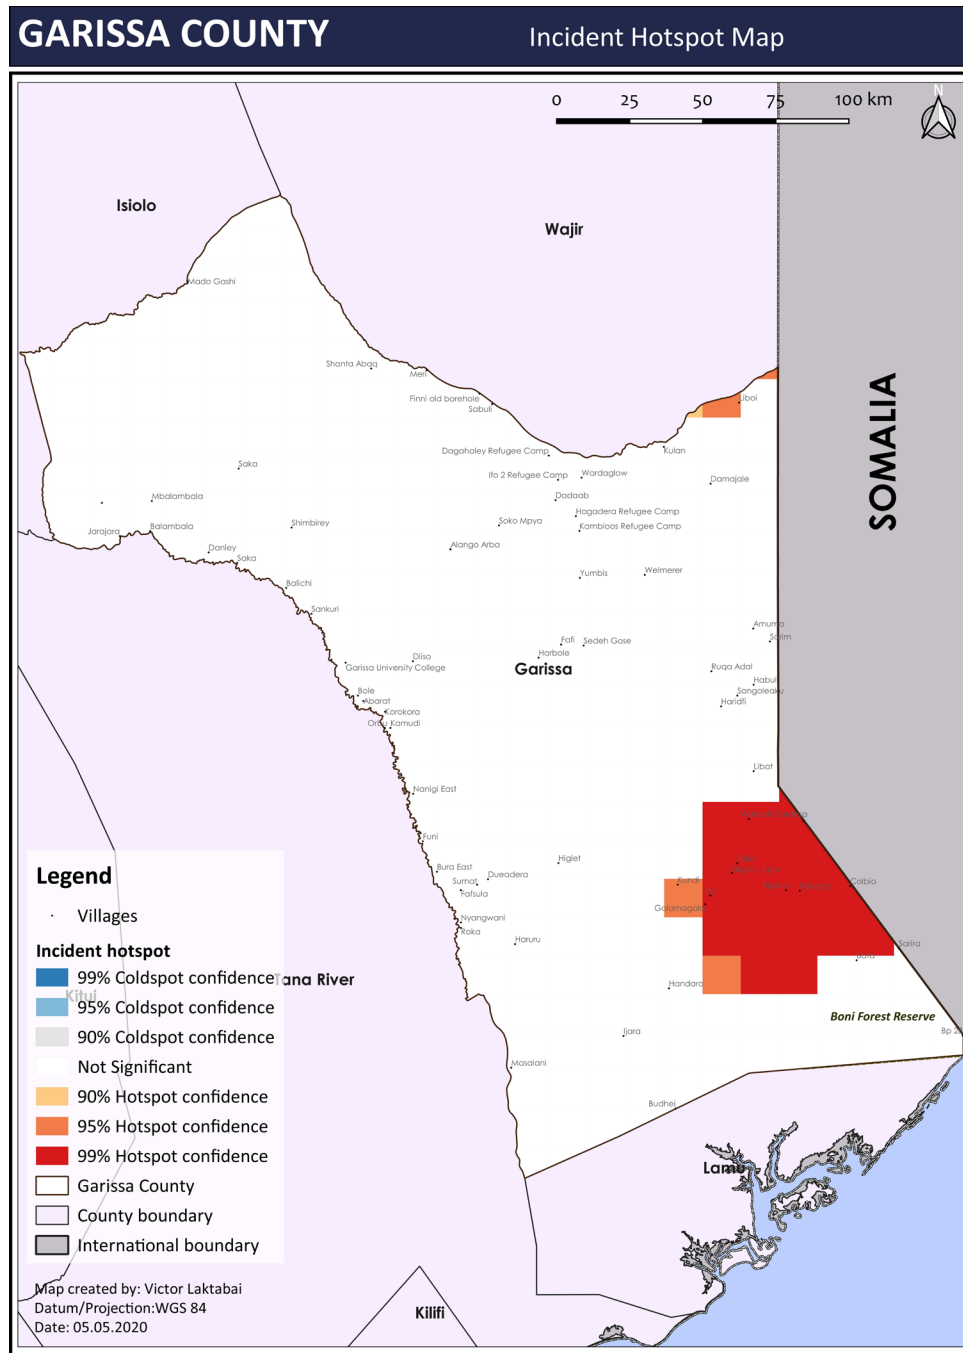 GARISSA COUNTY
Incident Hotspot Map
0 25 50 75 100 km
N
Isiolo
Wajir
Mado Gashi
SOMALIA
Shanta Abaq
Meri
Finni old borehole
Sabuli
Liboi
Dagahaley Refugee Camp
Kulan
Saka
Ifo 2 Refugee Camp
Wardaglow
Damajale
Mbalambala
Dadaab
Hagadera Refugee Camp
Jarajara
Balambala
Shimbirey
Soko Mpya
Kambioos Refugee Camp
Alango Arba
Danley
Saka
Yumbis
Welmerer
Balichi
Sankuri
Amuma
Sarim
Fafi
Sedeh Gose
Harbole
Diiso
Garissa University College
Garissa
Ruqa Adal
Habul
Sangoleaku
Haridfi
Bole
Abarat
Korokora
Orbu Kamudi
Libat
Nanigi East
Funi
Higlet
Bura East
Dueadera
Sumat
Fafsula
Kundi
Colbio
Galamagala
Nyangwani
Roka
Haruru
Sarira
Handaro
Boni Forest Reserve
Ijara
Masalani
Budhei
Lamu
Tana River
Kitui
Kilifi
Legend
Villages
Incident hotspot
99% Coldspot confidence
95% Coldspot confidence
90% Coldspot confidence
Not Significant
90% Hotspot confidence
95% Hotspot confidence
99% Hotspot confidence
Garissa County
County boundary
International boundary
Map created by: Victor Laktabai
Datum/Projection:WGS 84
Date: 05.05.2020